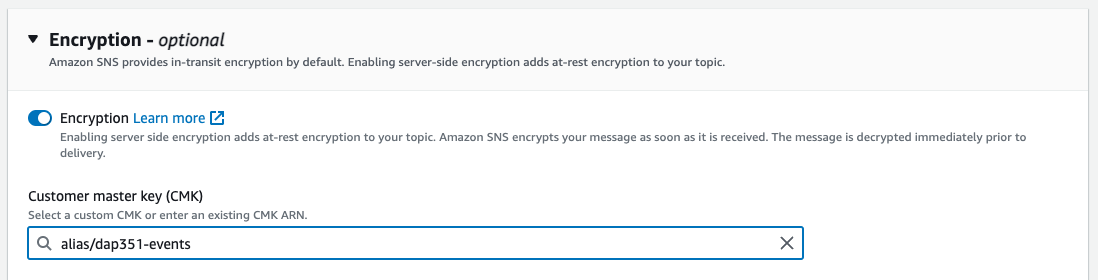 Encryption - optional
Amazon SNS provides in-transit encryption by default. Enabling server-side encryption adds at-rest encryption to your topic.
Encryption Learn more
Enabling server side encryption adds at-rest encryption to your topic. Amazon SNS encrypts your message as soon as it is received. The message is decrypted immediately prior to
delivery.
Customer master key (CMK)
Select a custom CMK or enter an existing CMK ARN.
alias/dap351-events